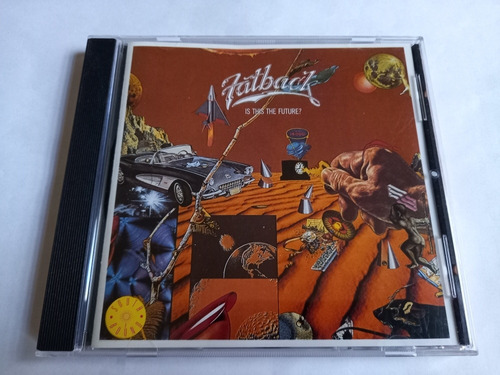 Fatback
IS THIS THE FUTURE?